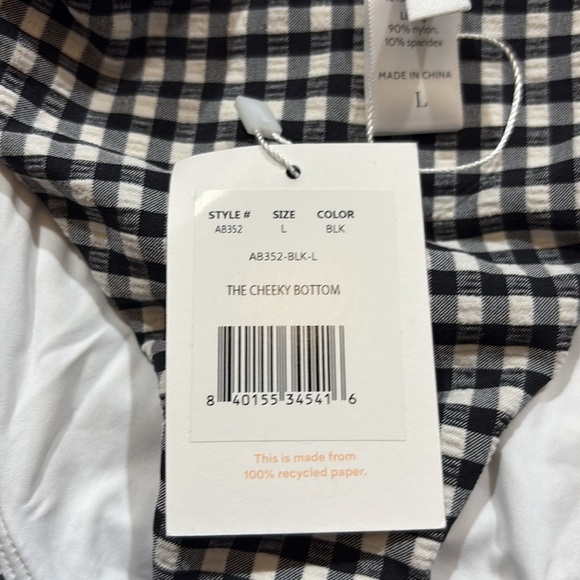 90% nylon,
10% spandex
MADE IN CHINA
L
STYLE # SIZE COLOR
AB352 L BLK
AB352-BLK-L
THE CHEEKY BOTTOM
8 40155 34541 6
This is made from
100% recycled paper.